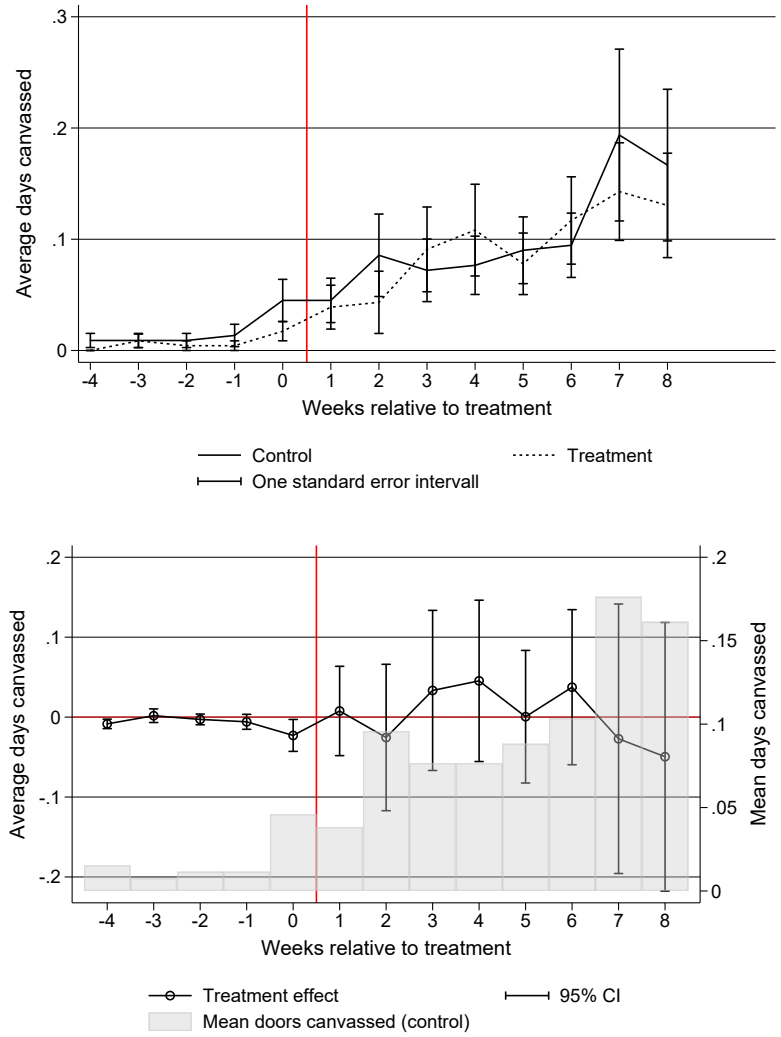 .3
.2
.1
0
Average days canvassed
-4 -3 -2 -1 0 1 2 3 4 5 6 7 8
Weeks relative to treatment
Control Treatment
One standard error intervall
.2 .2
.1 .15
0 .1
-.1 .05
-.2 0
Average days canvassed
Mean days canvassed
-4 -3 -2 -1 0 1 2 3 4 5 6 7 8
Weeks relative to treatment
Treatment effect 95% CI
Mean doors canvassed (control)